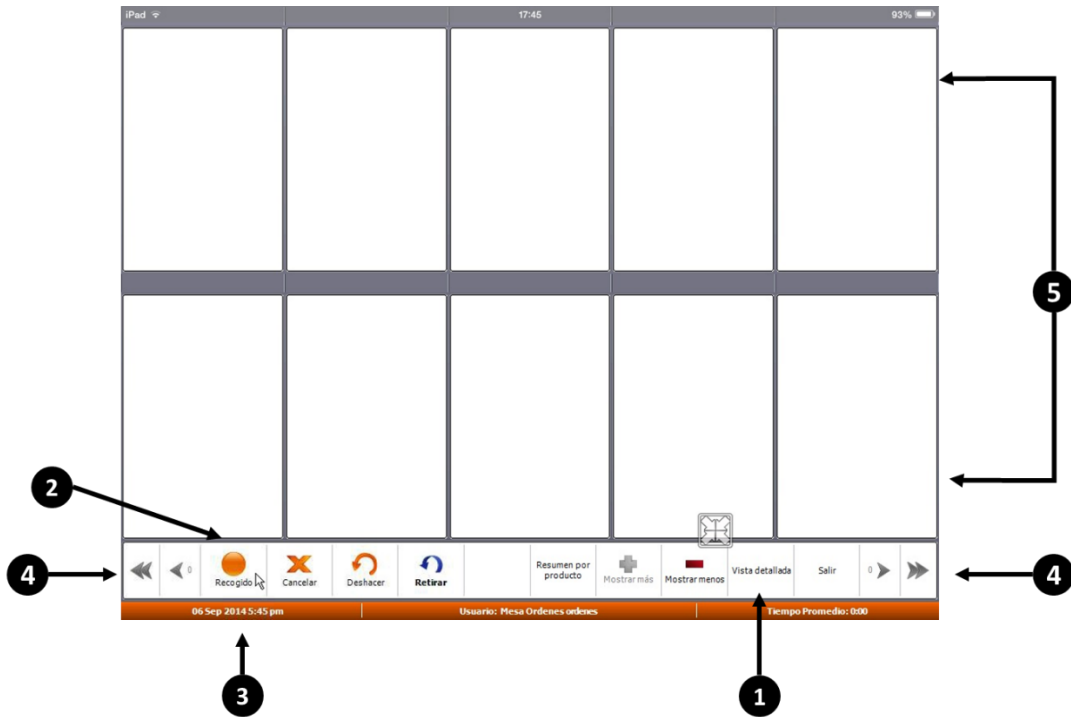 iPad 17:45 93%
5
2
4
0 Recogido Cancelar Deshacer Retirar Resumen por
producto Mostrar más Mostrar menos Vista detallada Salir 0
4
06 Sep 2014 5:45 pm Usuario: Mesa Ordenes ordenes Tiempo Promedio: 0:00
3
1